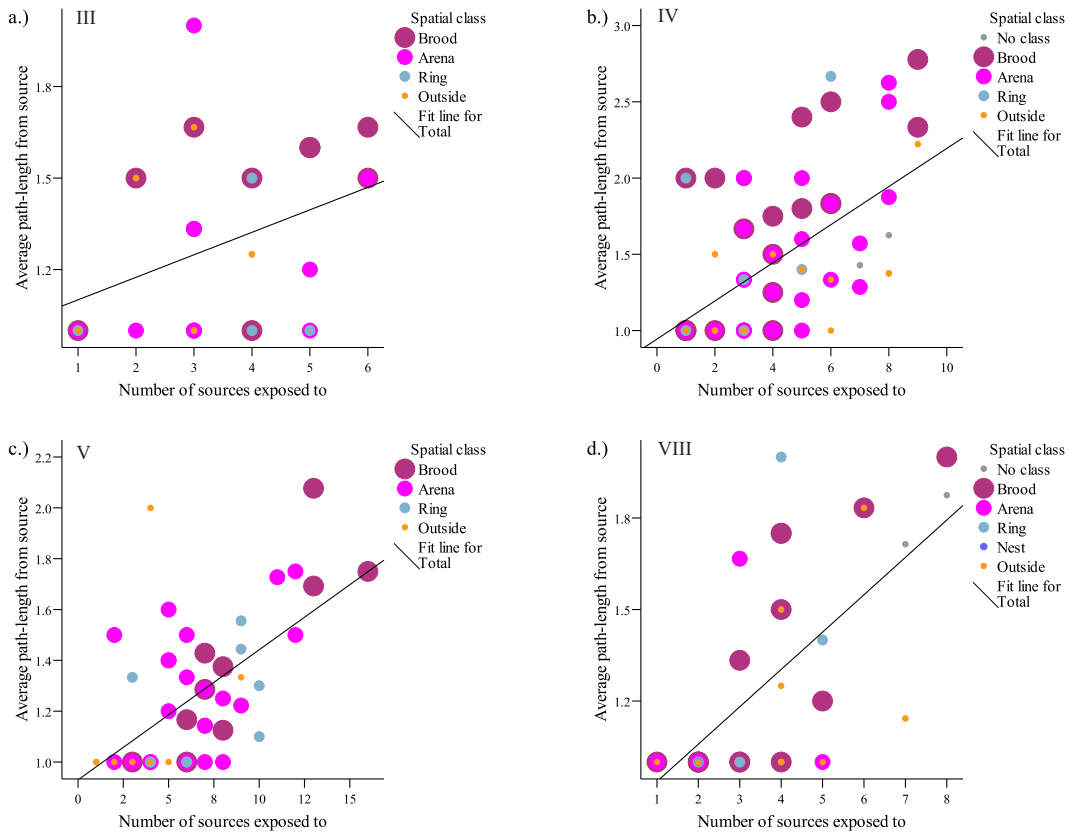 a.)
III
Spatial class
Brood
Arena
Ring
Outside
Fit line for
Total
Average path-length from source
1.8
1.5
1.2
1 2 3 4 5 6
Number of sources exposed to
b.)
IV
Spatial class
No class
Brood
Arena
Ring
Outside
Fit line for
Total
Average path-length from source
3.0
2.5
2.0
1.5
1.0
0 2 4 6 8 10
Number of sources exposed to
c.)
V
Spatial class
Brood
Arena
Ring
Outside
Fit line for
Total
Average path-length from source
2.2
2.0
1.8
1.6
1.4
1.2
1.0
0 2 5 8 10 12 15
Number of sources exposed to
d.)
VIII
Spatial class
No class
Brood
Arena
Ring
Nest
Outside
Fit line for
Total
Average path-length from source
1.8
1.5
1.2
1 2 3 4 5 6 7 8
Number of sources exposed to